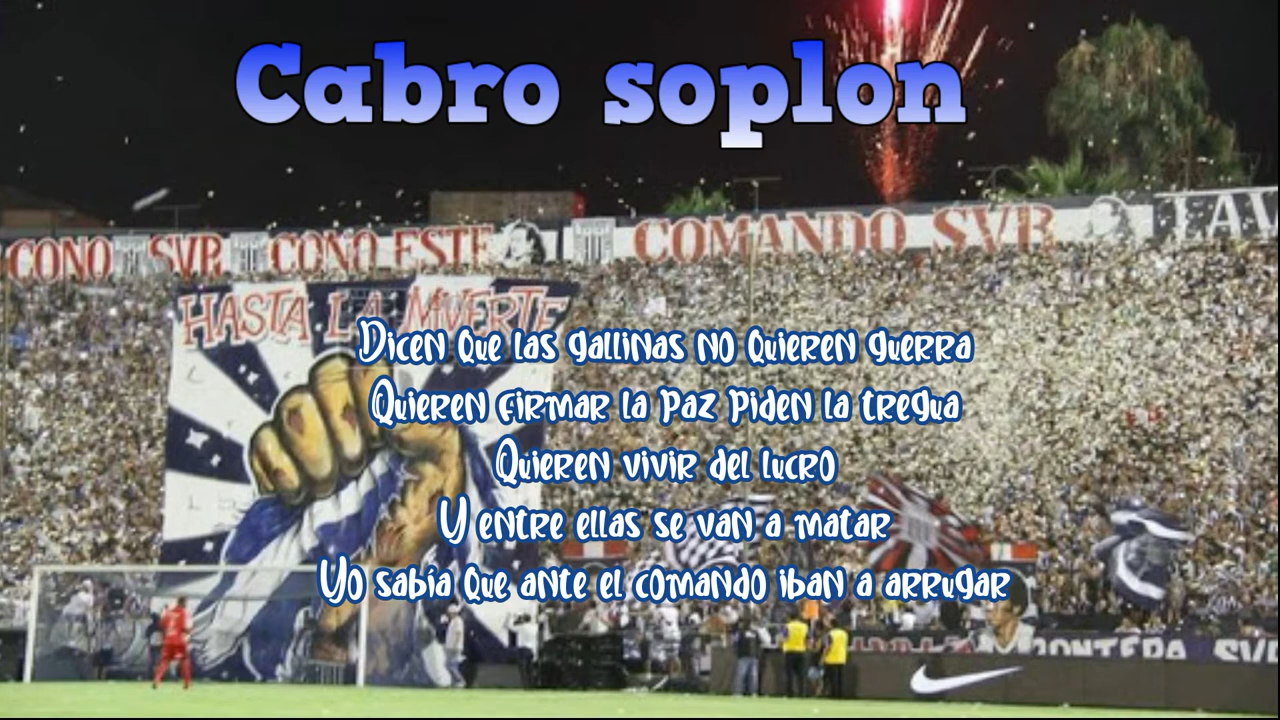 Cabro soplon
CONO SVR CONO ESTE COMANDO SVR
HASTA LA MVERTE
Dicen que las gallinas no quieren guerra
Quieren firmar la paz piden la tregua
Quieren vivir del lucro
Y entre ellas se van a matar
Yo sabía que ante el comando iban a arrugar